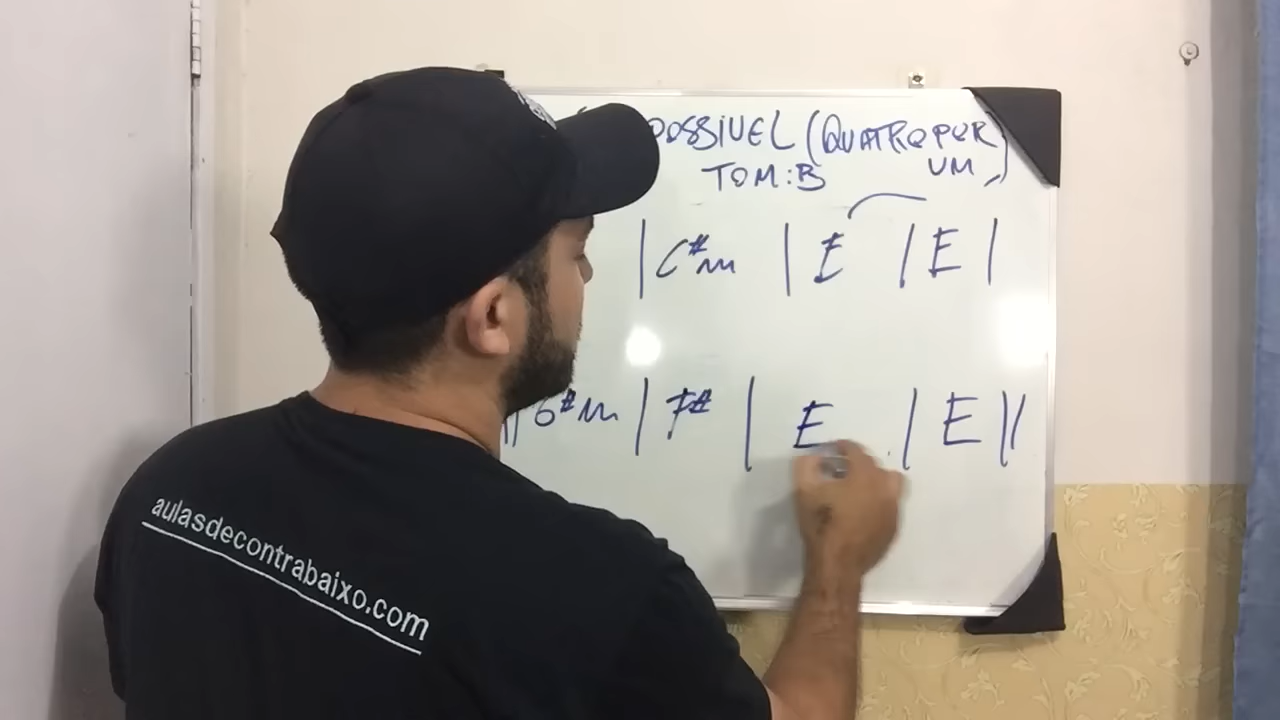 POSSIVEL (QUATRO POR
TOM: B UM)
| C#m | E | E |
|| G#m | F# | E | E ||
aulasdecontrabaixo.com